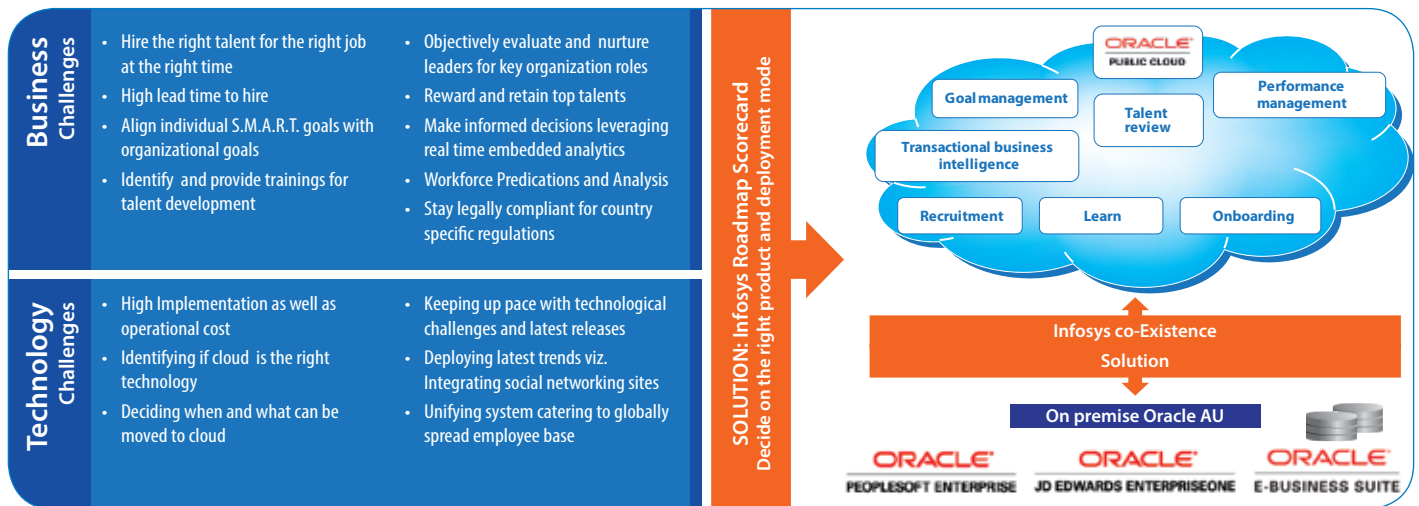 Business
Challenges
• Hire the right talent for the right job
at the right time
• High lead time to hire
• Align individual S.M.A.R.T. goals with
organizational goals
• Identify and provide trainings for
talent development
• Objectively evaluate and nurture
leaders for key organization roles
• Reward and retain top talents
• Make informed decisions leveraging
real time embedded analytics
• Workforce Predications and Analysis
• Stay legally compliant for country
specific regulations
Technology
Challenges
• High Implementation as well as
operational cost
• Identifying if cloud is the right
technology
• Deciding when and what can be
moved to cloud
• Keeping up pace with technological
challenges and latest releases
• Deploying latest trends viz.
Integrating social networking sites
• Unifying system catering to globally
spread employee base
SOLUTION: Infosys Roadmap Scorecard
Decide on the right product and deployment mode
ORACLE
PUBLIC CLOUD
Goal management
Talent
review
Performance
management
Transactional business
intelligence
Recruitment
Learn
Onboarding
Infosys co-Existence
Solution
On premise Oracle AU
ORACLE
PEOPLESOFT ENTERPRISE
ORACLE
JD EDWARDS ENTERPRISEONE
ORACLE
E-BUSINESS SUITE